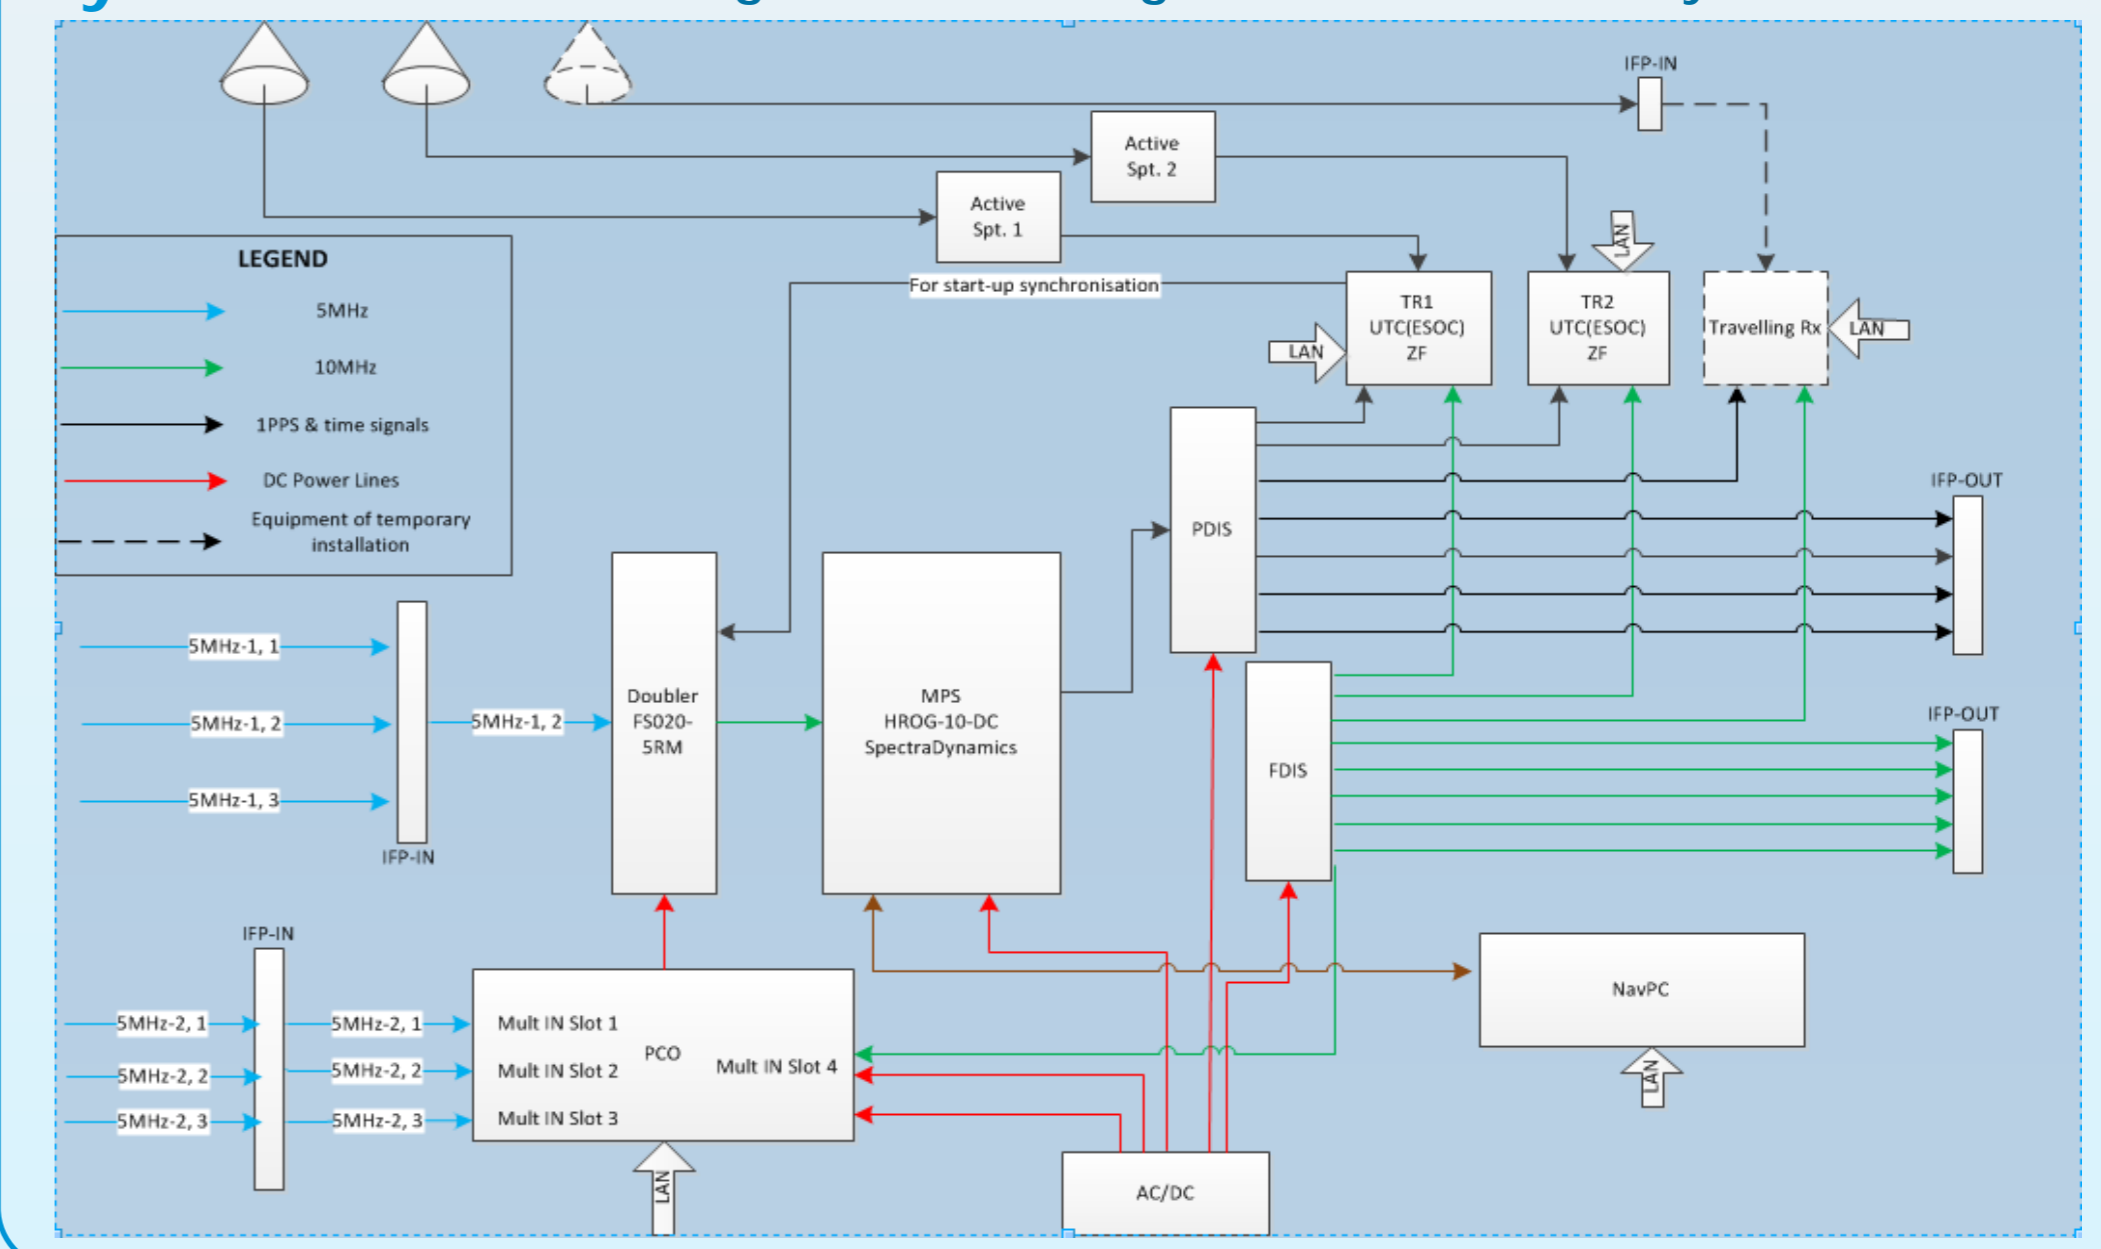 IFP-IN
Active
Spt. 2
Active
Spt. 1
LEGEND
5MHz
10MHz
1PPS & time signals
DC Power Lines
Equipment of temporary
installation
For start-up synchronisation
LAN
TR1
UTC(ESOC)
ZF
LAN
TR2
UTC(ESOC)
ZF
Travelling Rx
LAN
IFP-OUT
PDIS
5MHz-1, 1
5MHz-1, 2
5MHz-1, 3
IFP-IN
5MHz-1, 2
Doubler
FS020-
5RM
MPS
HROG-10-DC
SpectraDynamics
FDIS
IFP-OUT
IFP-IN
5MHz-2, 1
5MHz-2, 2
5MHz-2, 3
5MHz-2, 1
5MHz-2, 2
5MHz-2, 3
Mult IN Slot 1
Mult IN Slot 2
Mult IN Slot 3
PCO
Mult IN Slot 4
LAN
AC/DC
NavPC
LAN